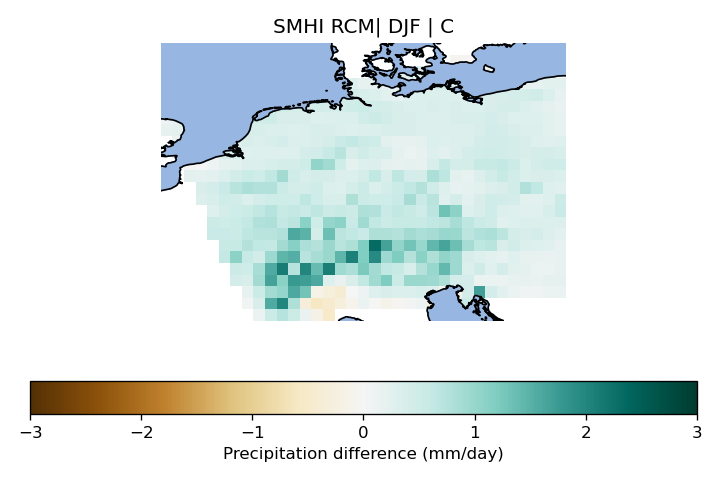 SMHI RCM| DJF | C
−3 −2 −1 0 1 2 3
Precipitation difference (mm/day)